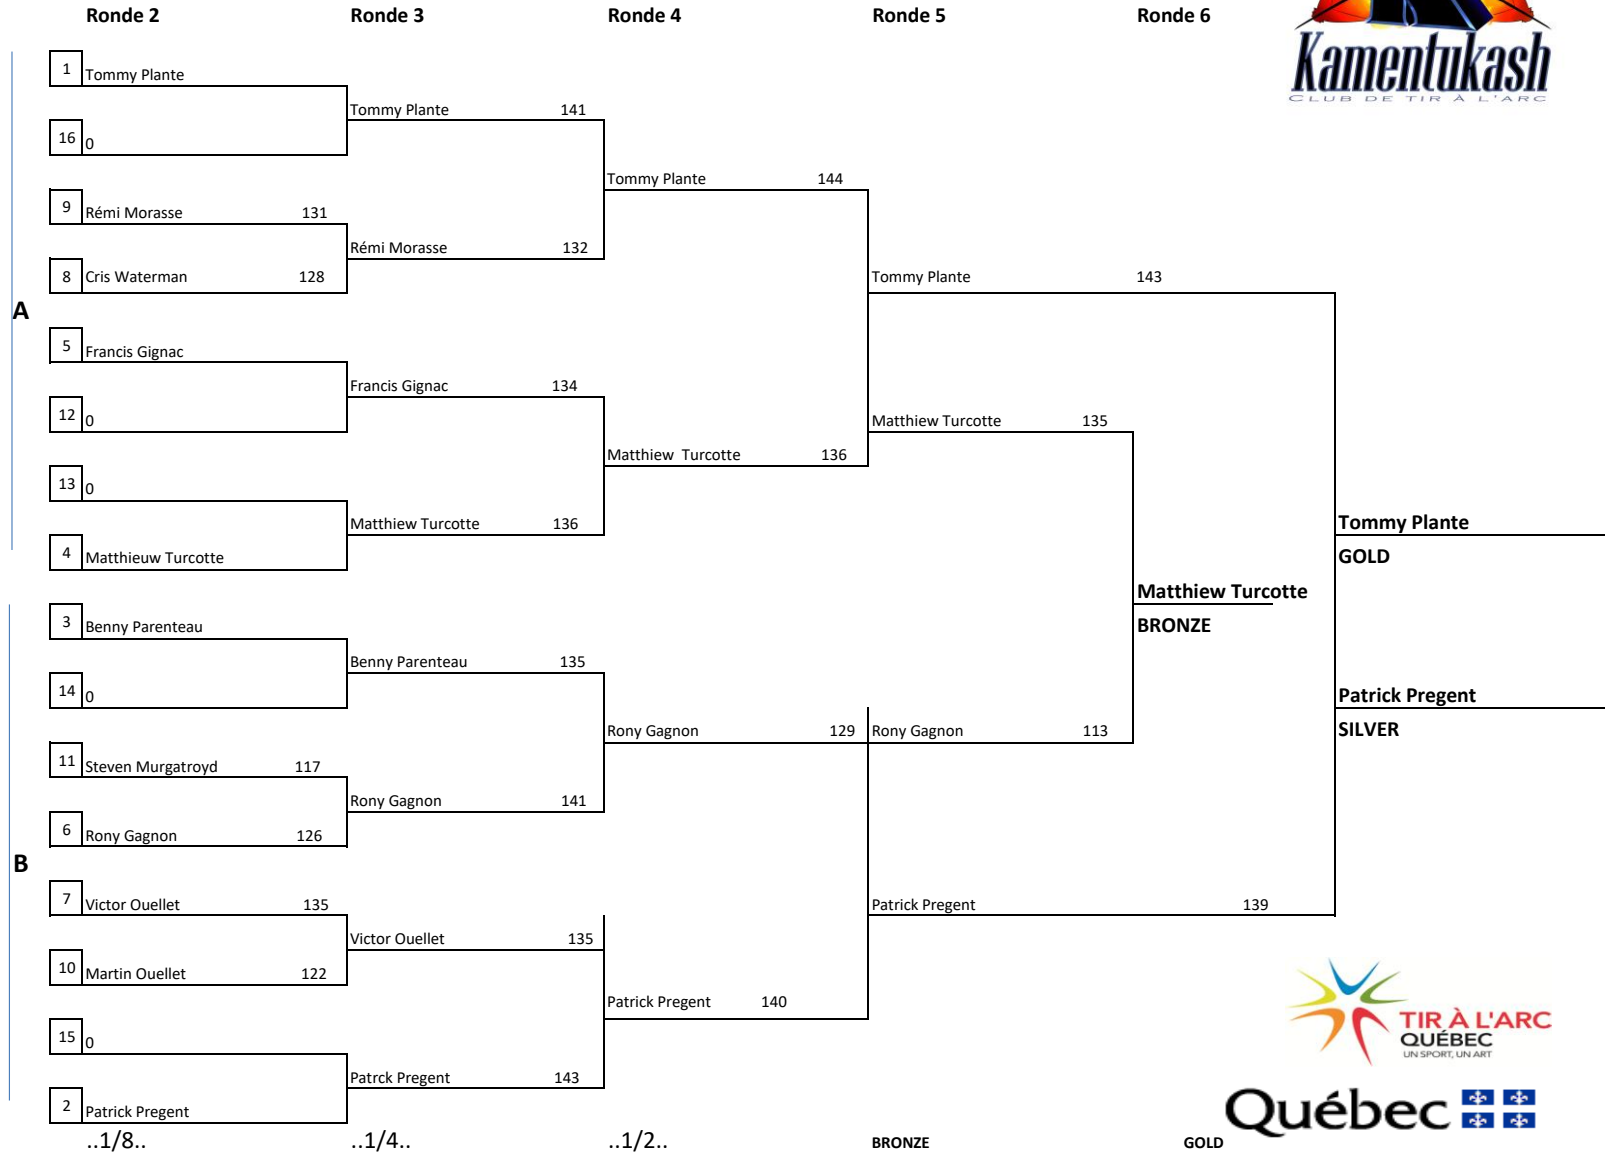 Ronde 2 Ronde 3 Ronde 4 Ronde 5 Ronde 6
Kamentukash
CLUB DE TIR À L'ARC
1 Tommy Plante
Tommy Plante 141
16 0
Tommy Plante 144
9 Rémi Morasse 131
Rémi Morasse 132
8 Cris Waterman 128
Tommy Plante 143
A
5 Francis Gignac
Francis Gignac 134
12 0
Matthiew Turcotte 135
Matthiew Turcotte 136
13 0
Matthiew Turcotte 136
Tommy Plante
4 Matthieuw Turcotte
GOLD
Matthiew Turcotte
3 Benny Parenteau
BRONZE
Benny Parenteau 135
14 0
Patrick Pregent
Rony Gagnon 129
Rony Gagnon 113
SILVER
11 Steven Murgatroyd 117
Rony Gagnon 141
6 Rony Gagnon 126
B
7 Victor Ouellet 135
Patrick Pregent 139
Victor Ouellet 135
10 Martin Ouellet 122
Patrick Pregent 140
15 0
TIR À L'ARC
QUÉBEC
UN SPORT, UN ART
Patrck Pregent 143
2 Patrick Pregent
Québec
..1/8.. ..1/4.. ..1/2.. BRONZE GOLD